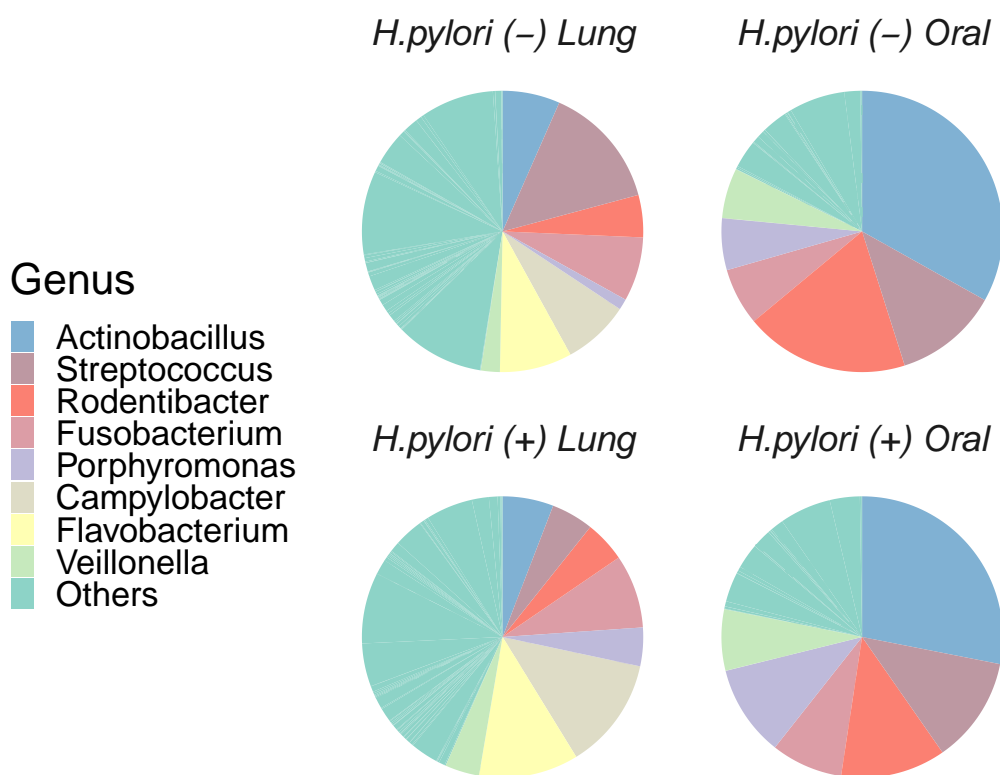 H.pylori (−) Lung
H.pylori (−) Oral
Genus
Actinobacillus
Streptococcus
Rodentibacter
Fusobacterium
Porphyromonas
Campylobacter
Flavobacterium
Veillonella
Others
H.pylori (+) Lung
H.pylori (+) Oral